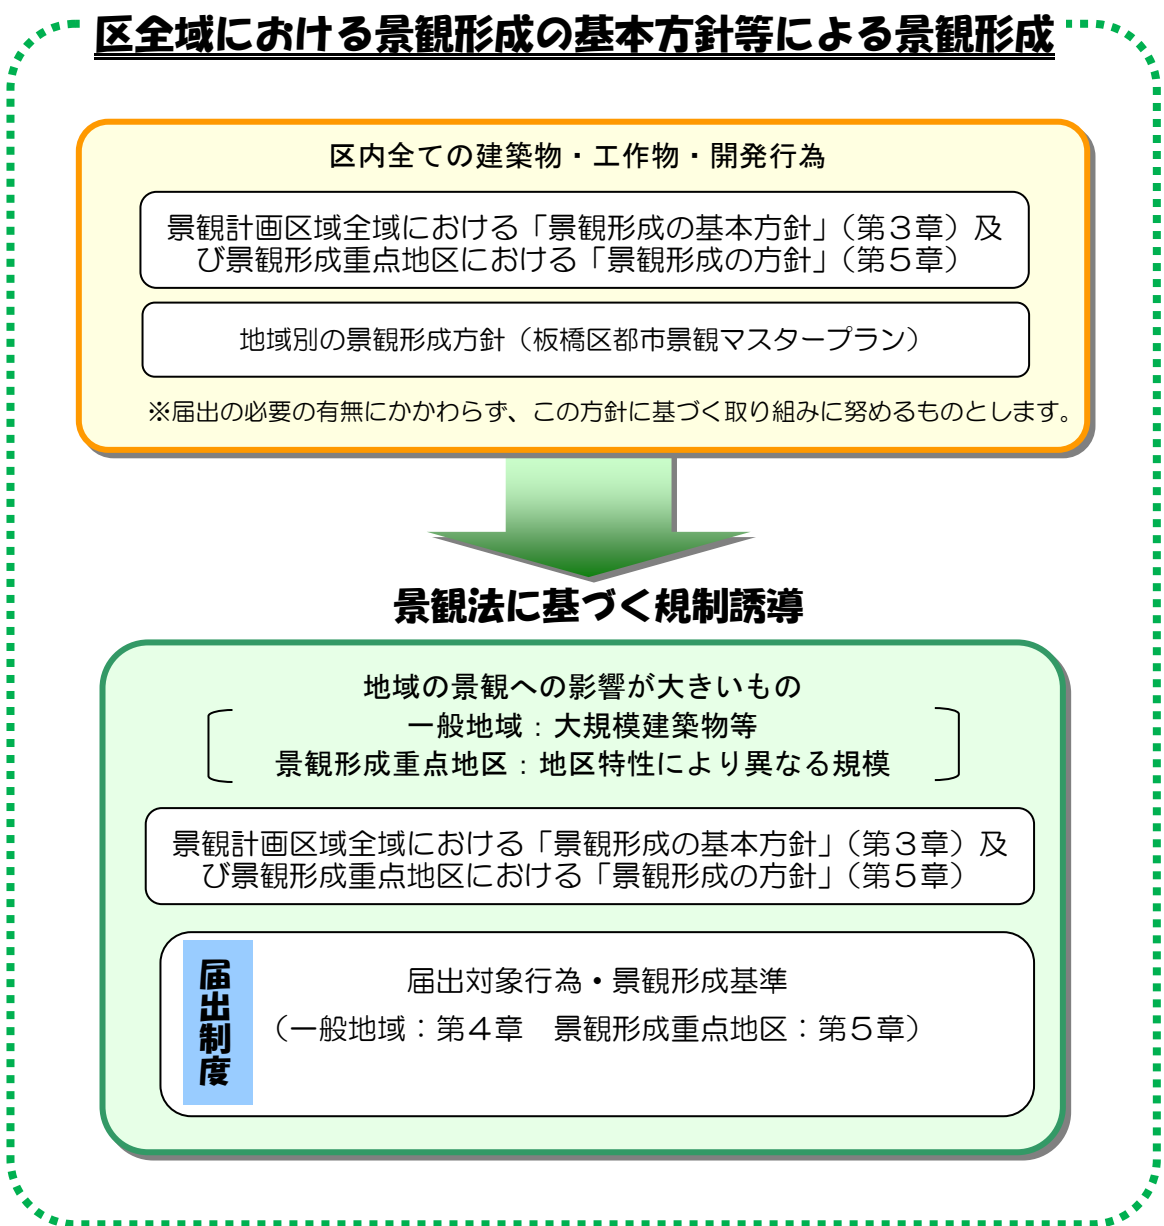 区全域における景観形成の基本方針等による景観形成
区内全ての建築物・工作物・開発行為
景観計画区域全域における「景観形成の基本方針」（第３章）及
び景観形成重点地区における「景観形成の方針」（第５章）
地域別の景観形成方針（板橋区都市景観マスタープラン）
※届出の必要の有無にかかわらず、この方針に基づく取り組みに努めるものとします。
景観法に基づく規制誘導
地域の景観への影響が大きいもの
一般地域：大規模建築物等
景観形成重点地区：地区特性により異なる規模
景観計画区域全域における「景観形成の基本方針」（第３章）及
び景観形成重点地区における「景観形成の方針」（第５章）
届出制度
届出対象行為・景観形成基準
（一般地域：第４章　景観形成重点地区：第５章）